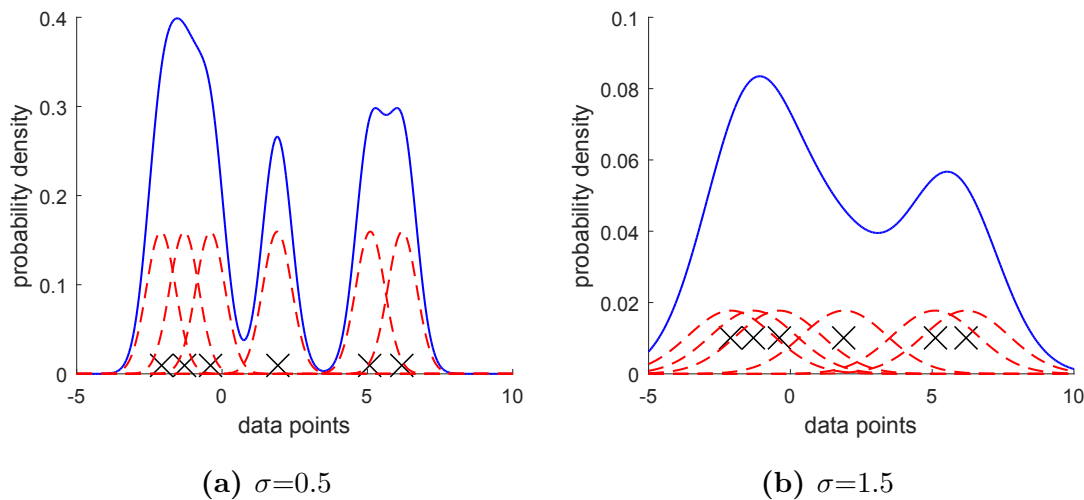 0.4
0.3
0.2
0.1
0
-5 0 5 10
probability density
data points
(a) σ=0.5
0.1
0.08
0.06
0.04
0.02
0
-5 0 5 10
probability density
data points
(b) σ=1.5